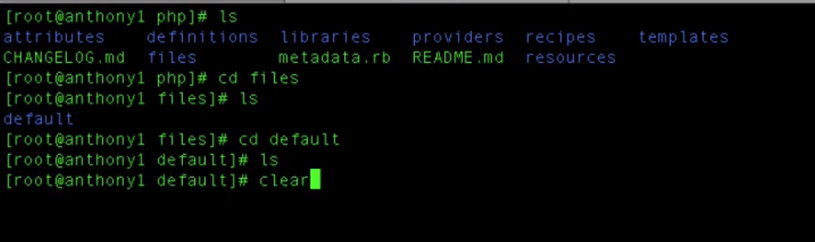 [root@anthony1 php]# ls
attributes definitions libraries providers recipes templates
CHANGELOG.md files metadata.rb README.md resources
[root@anthony1 php]# cd files
[root@anthony1 files]# ls
default
[root@anthony1 files]# cd default
[root@anthony1 default]# ls
[root@anthony1 default]# clear